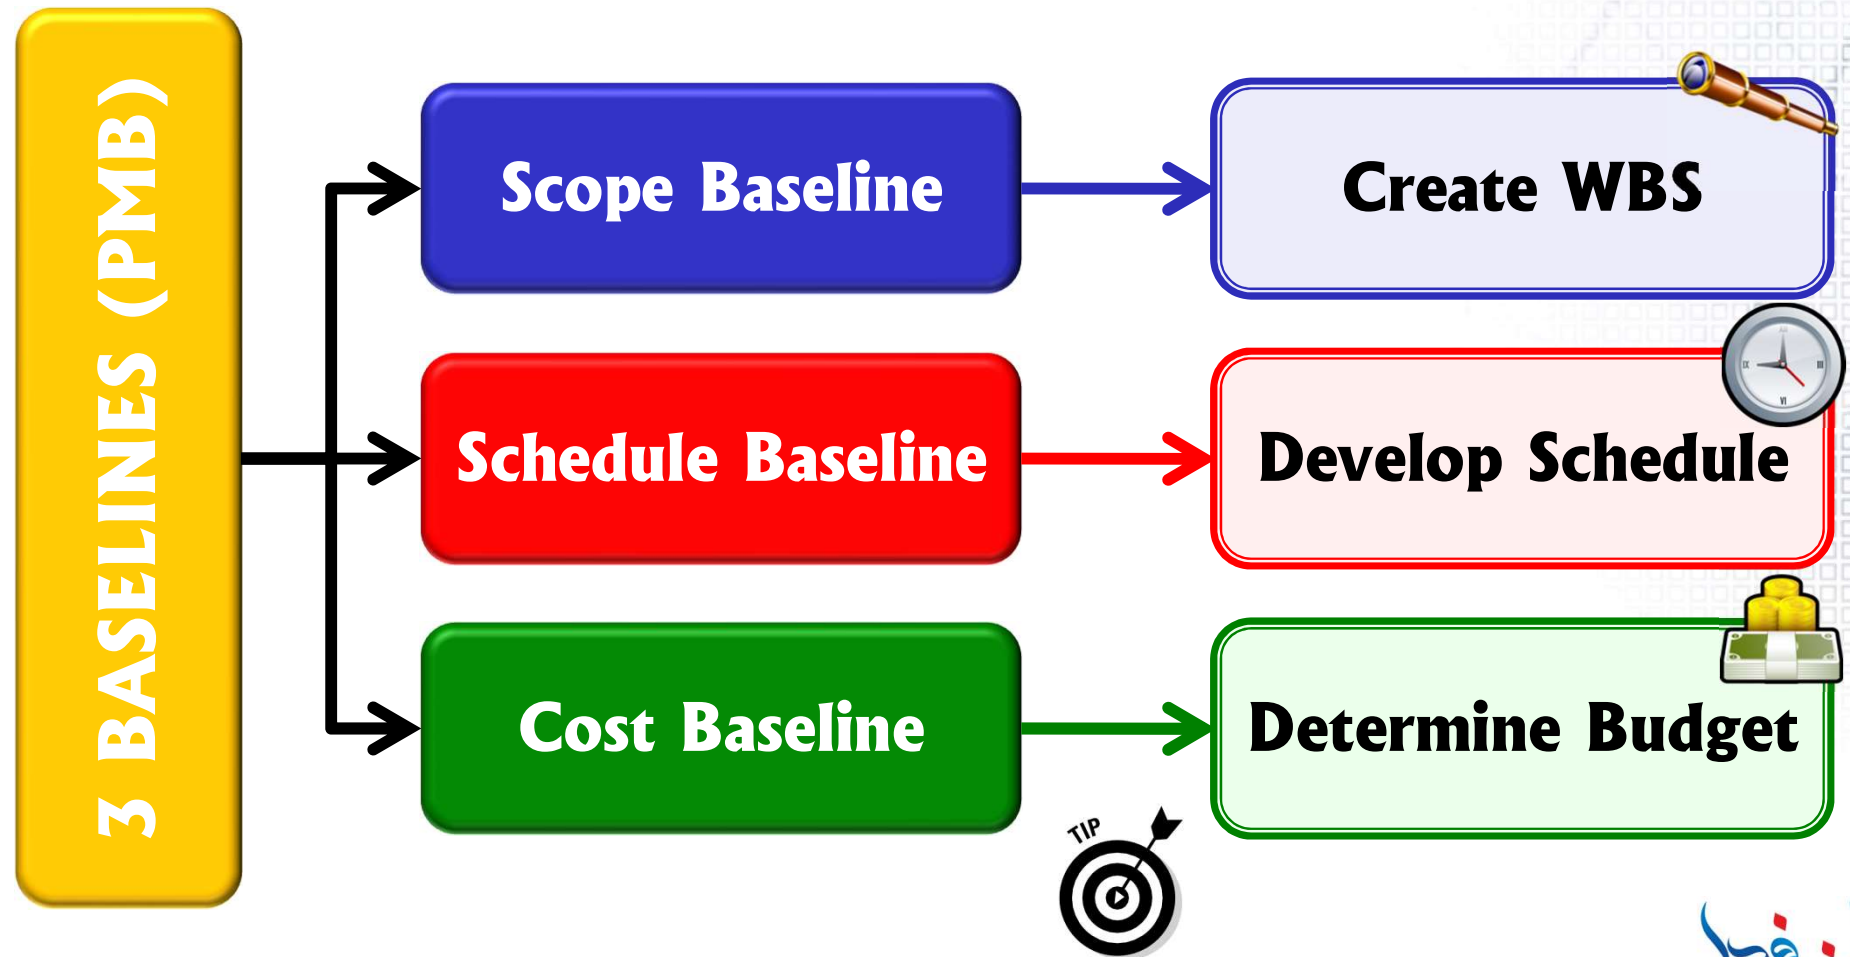 3 BASELINES (PMB)
Scope Baseline
Create WBS
Schedule Baseline
Develop Schedule
Cost Baseline
Determine Budget
TIP